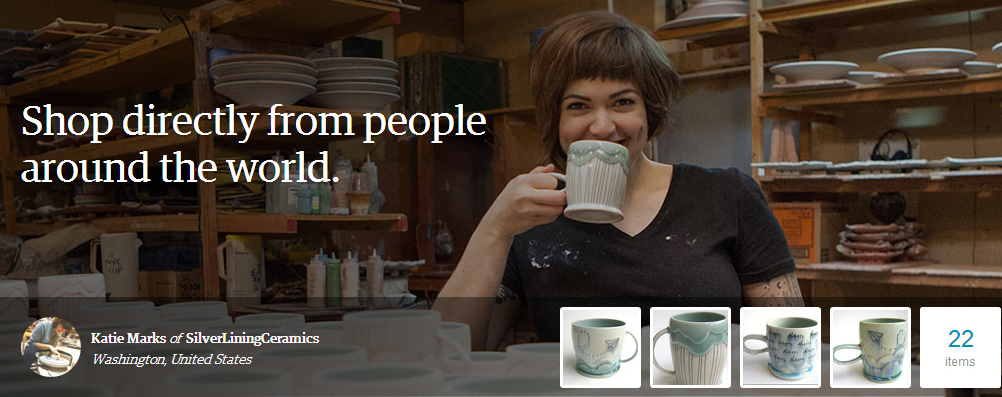 Shop directly from people
around the world.
Katie Marks of SilverLiningCeramics
Washington, United States
22
items